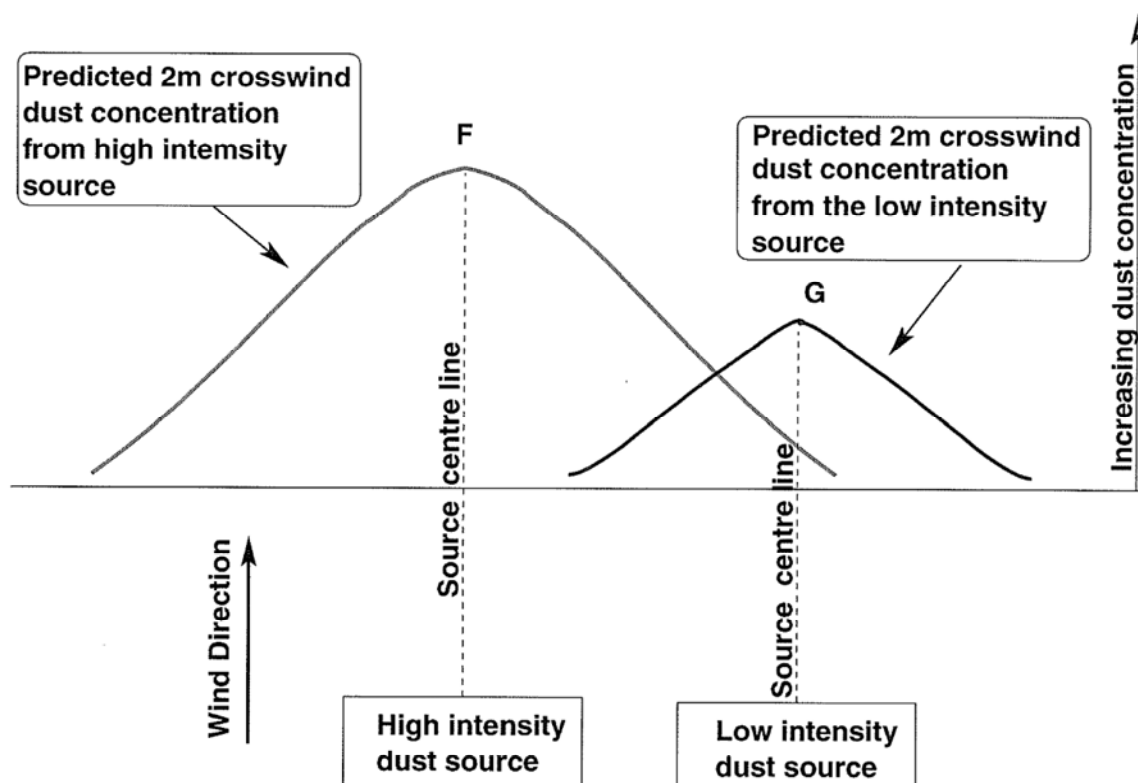 Predicted 2m crosswind
dust concentration
from high intemsity
source
F
Predicted 2m crosswind
dust concentration
from the low intensity
source
G
Increasing dust concentration
Source centre line
Source centre line
Wind Direction
High intensity
dust source
Low intensity
dust source